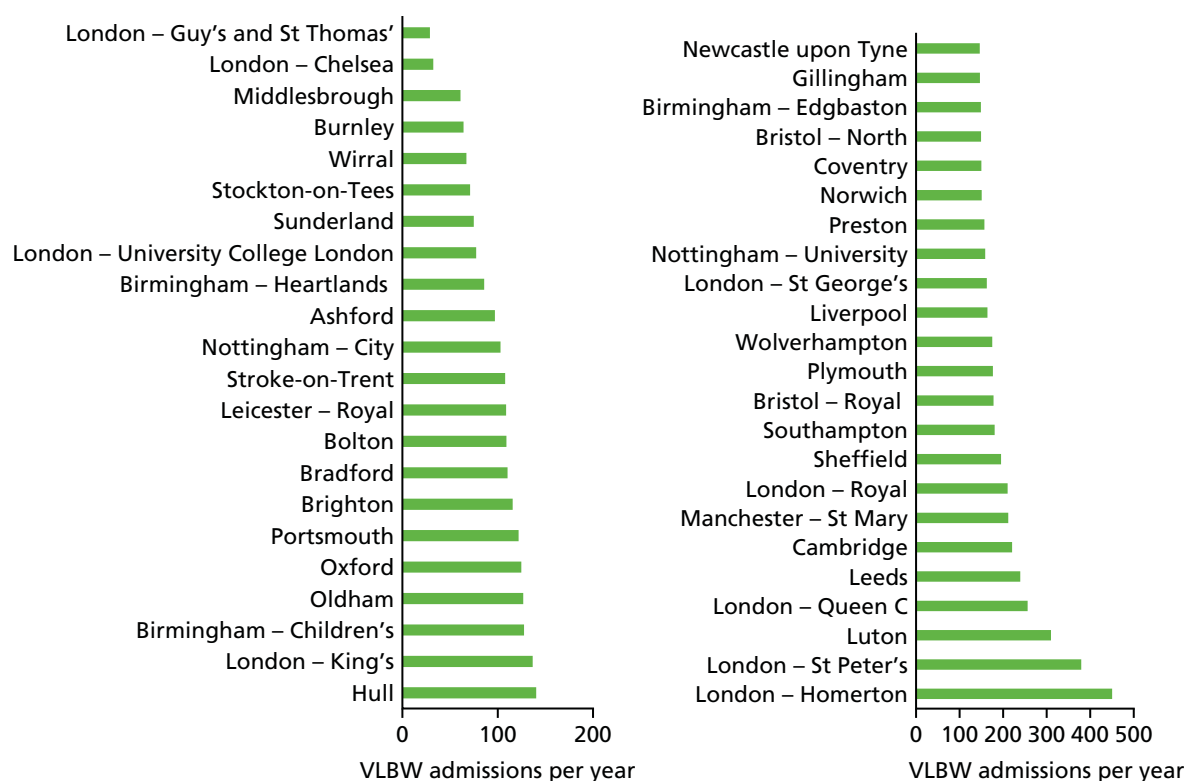 London – Guy’s and St Thomas’
London – Chelsea
Middlesbrough
Burnley
Wirral
Stockton-on-Tees
Sunderland
London – University College London
Birmingham – Heartlands
Ashford
Nottingham – City
Stroke-on-Trent
Leicester – Royal
Bolton
Bradford
Brighton
Portsmouth
Oxford
Oldham
Birmingham – Children’s
London – King’s
Hull
0 100 200
VLBW admissions per year
Newcastle upon Tyne
Gillingham
Birmingham – Edgbaston
Bristol – North
Coventry
Norwich
Preston
Nottingham – University
London – St George’s
Liverpool
Wolverhampton
Plymouth
Bristol – Royal
Southampton
Sheffield
London – Royal
Manchester – St Mary
Cambridge
Leeds
London – Queen C
Luton
London – St Peter’s
London – Homerton
0 100 200 300 400 500
VLBW admissions per year